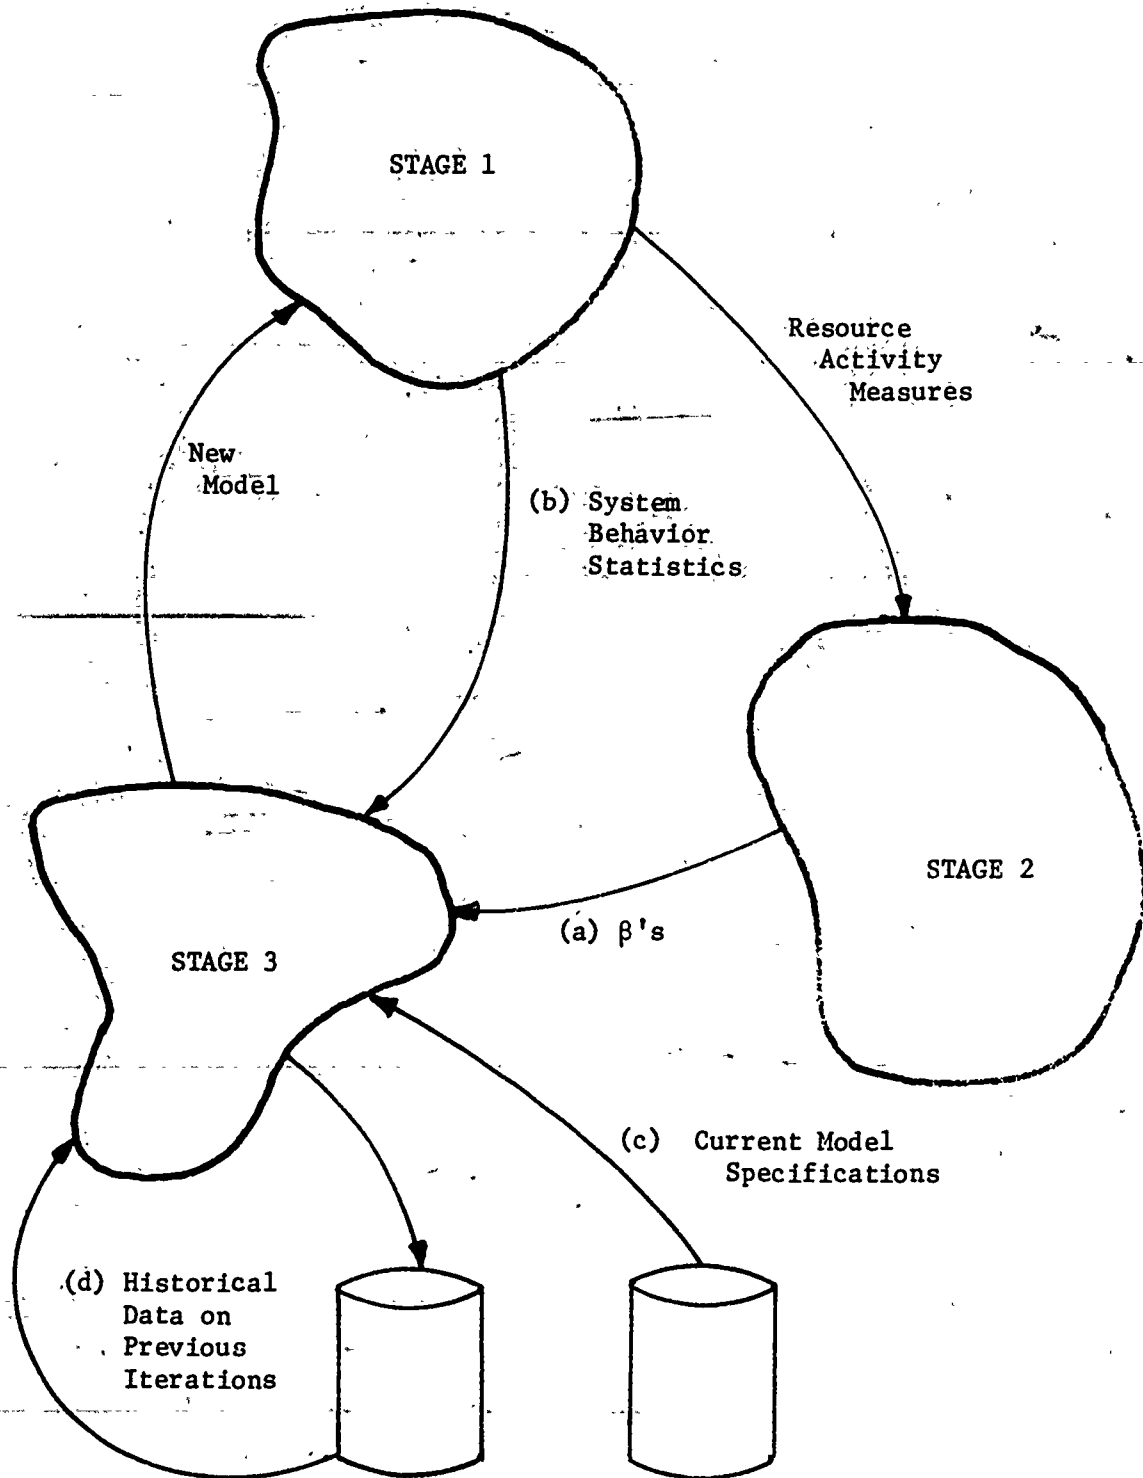 STAGE 1
Resource
Activity
Measures
New
Model
(b) System
Behavior
Statistics
STAGE 2
(a) β's
STAGE 3
(c) Current Model
Specifications
(d) Historical
Data on
Previous
Iterations